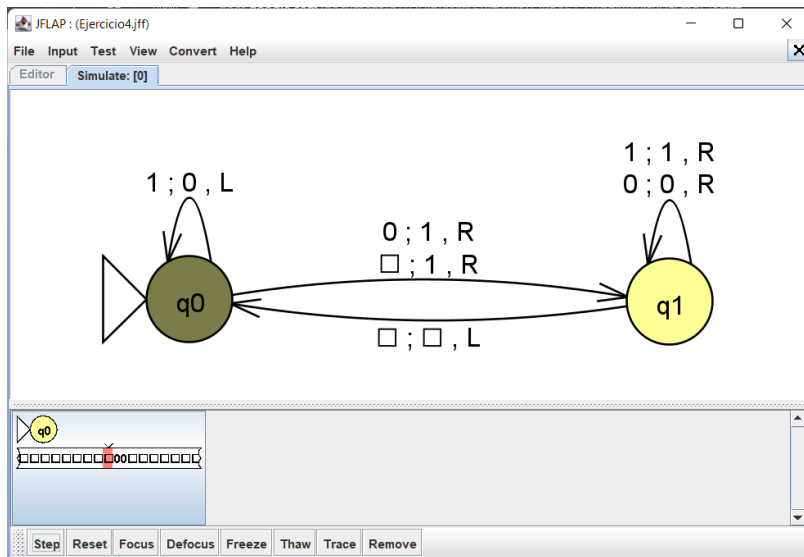 JFLAP : (Ejercicio4.jff)
File Input Test View Convert Help
Editor Simulate: [0]
1 ; 0 , L
1 ; 1 , R
0 ; 0 , R
0 ; 1 , R
□ ; 1 , R
q0
q1
□ ; □ , L
q0
□□□□□□□□□□00□□□□□□□
Step Reset Focus Defocus Freeze Thaw Trace Remove